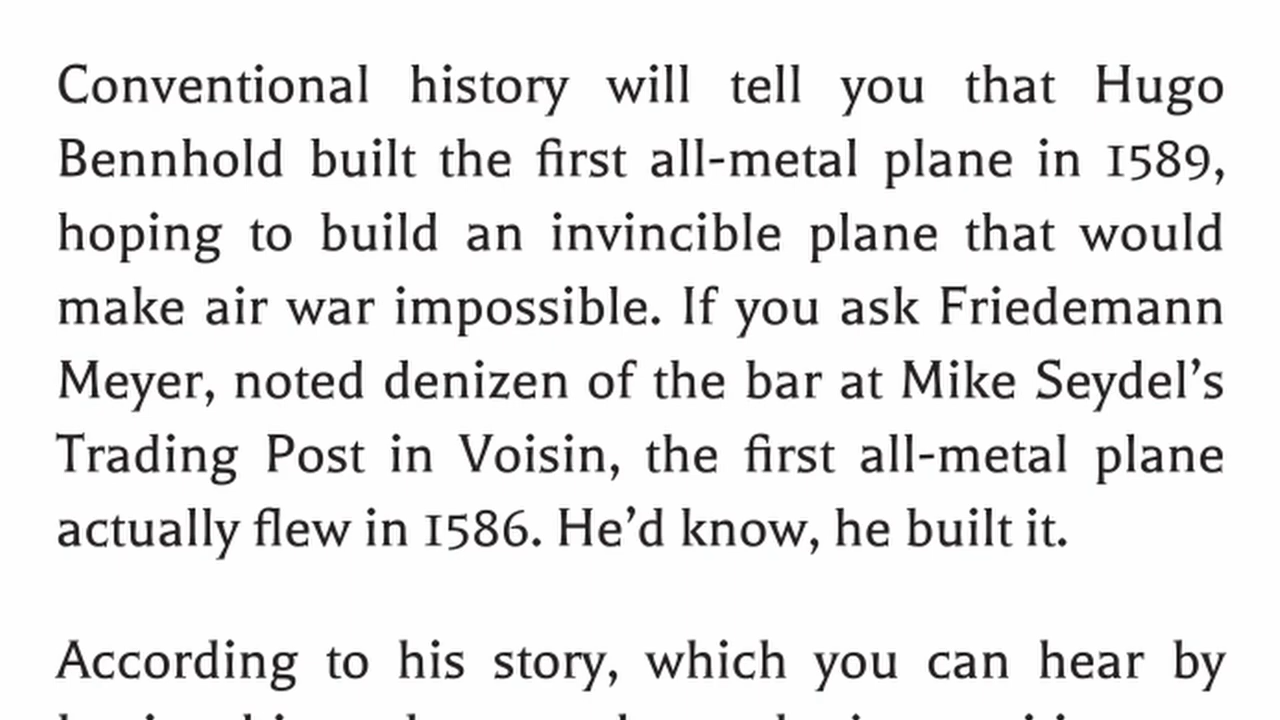 Conventional history will tell you that Hugo
Bennhold built the first all-metal plane in 1589,
hoping to build an invincible plane that would
make air war impossible. If you ask Friedemann
Meyer, noted denizen of the bar at Mike Seydel’s
Trading Post in Voisin, the first all-metal plane
actually flew in 1586. He’d know, he built it.
According to his story, which you can hear by